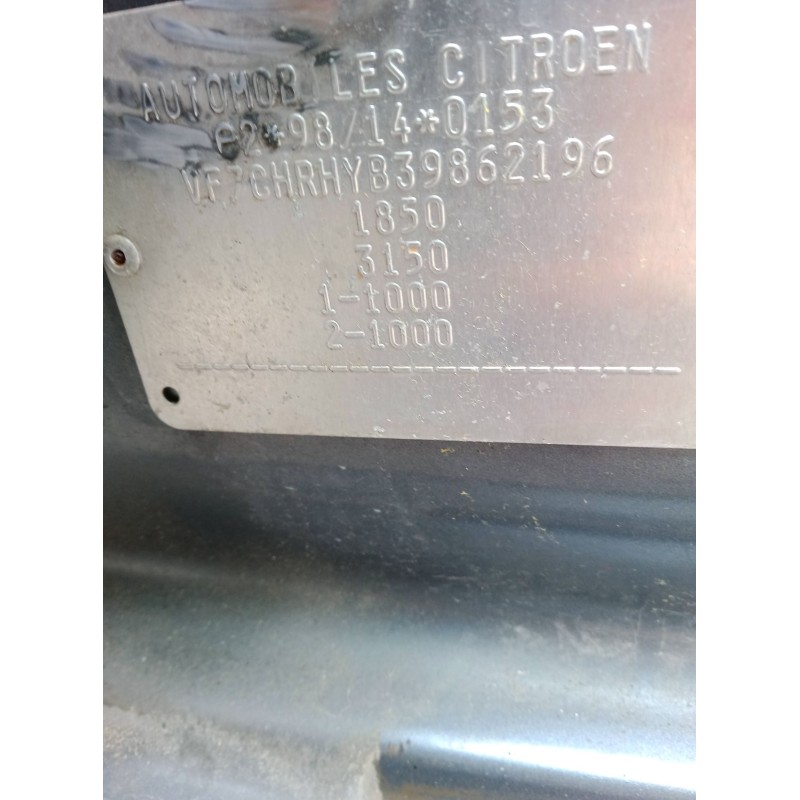 AUTOMOBILES CITROEN
e2*98/14*0153
VF7CHRHYB39862196
1850
3150
1-1000
2-1000